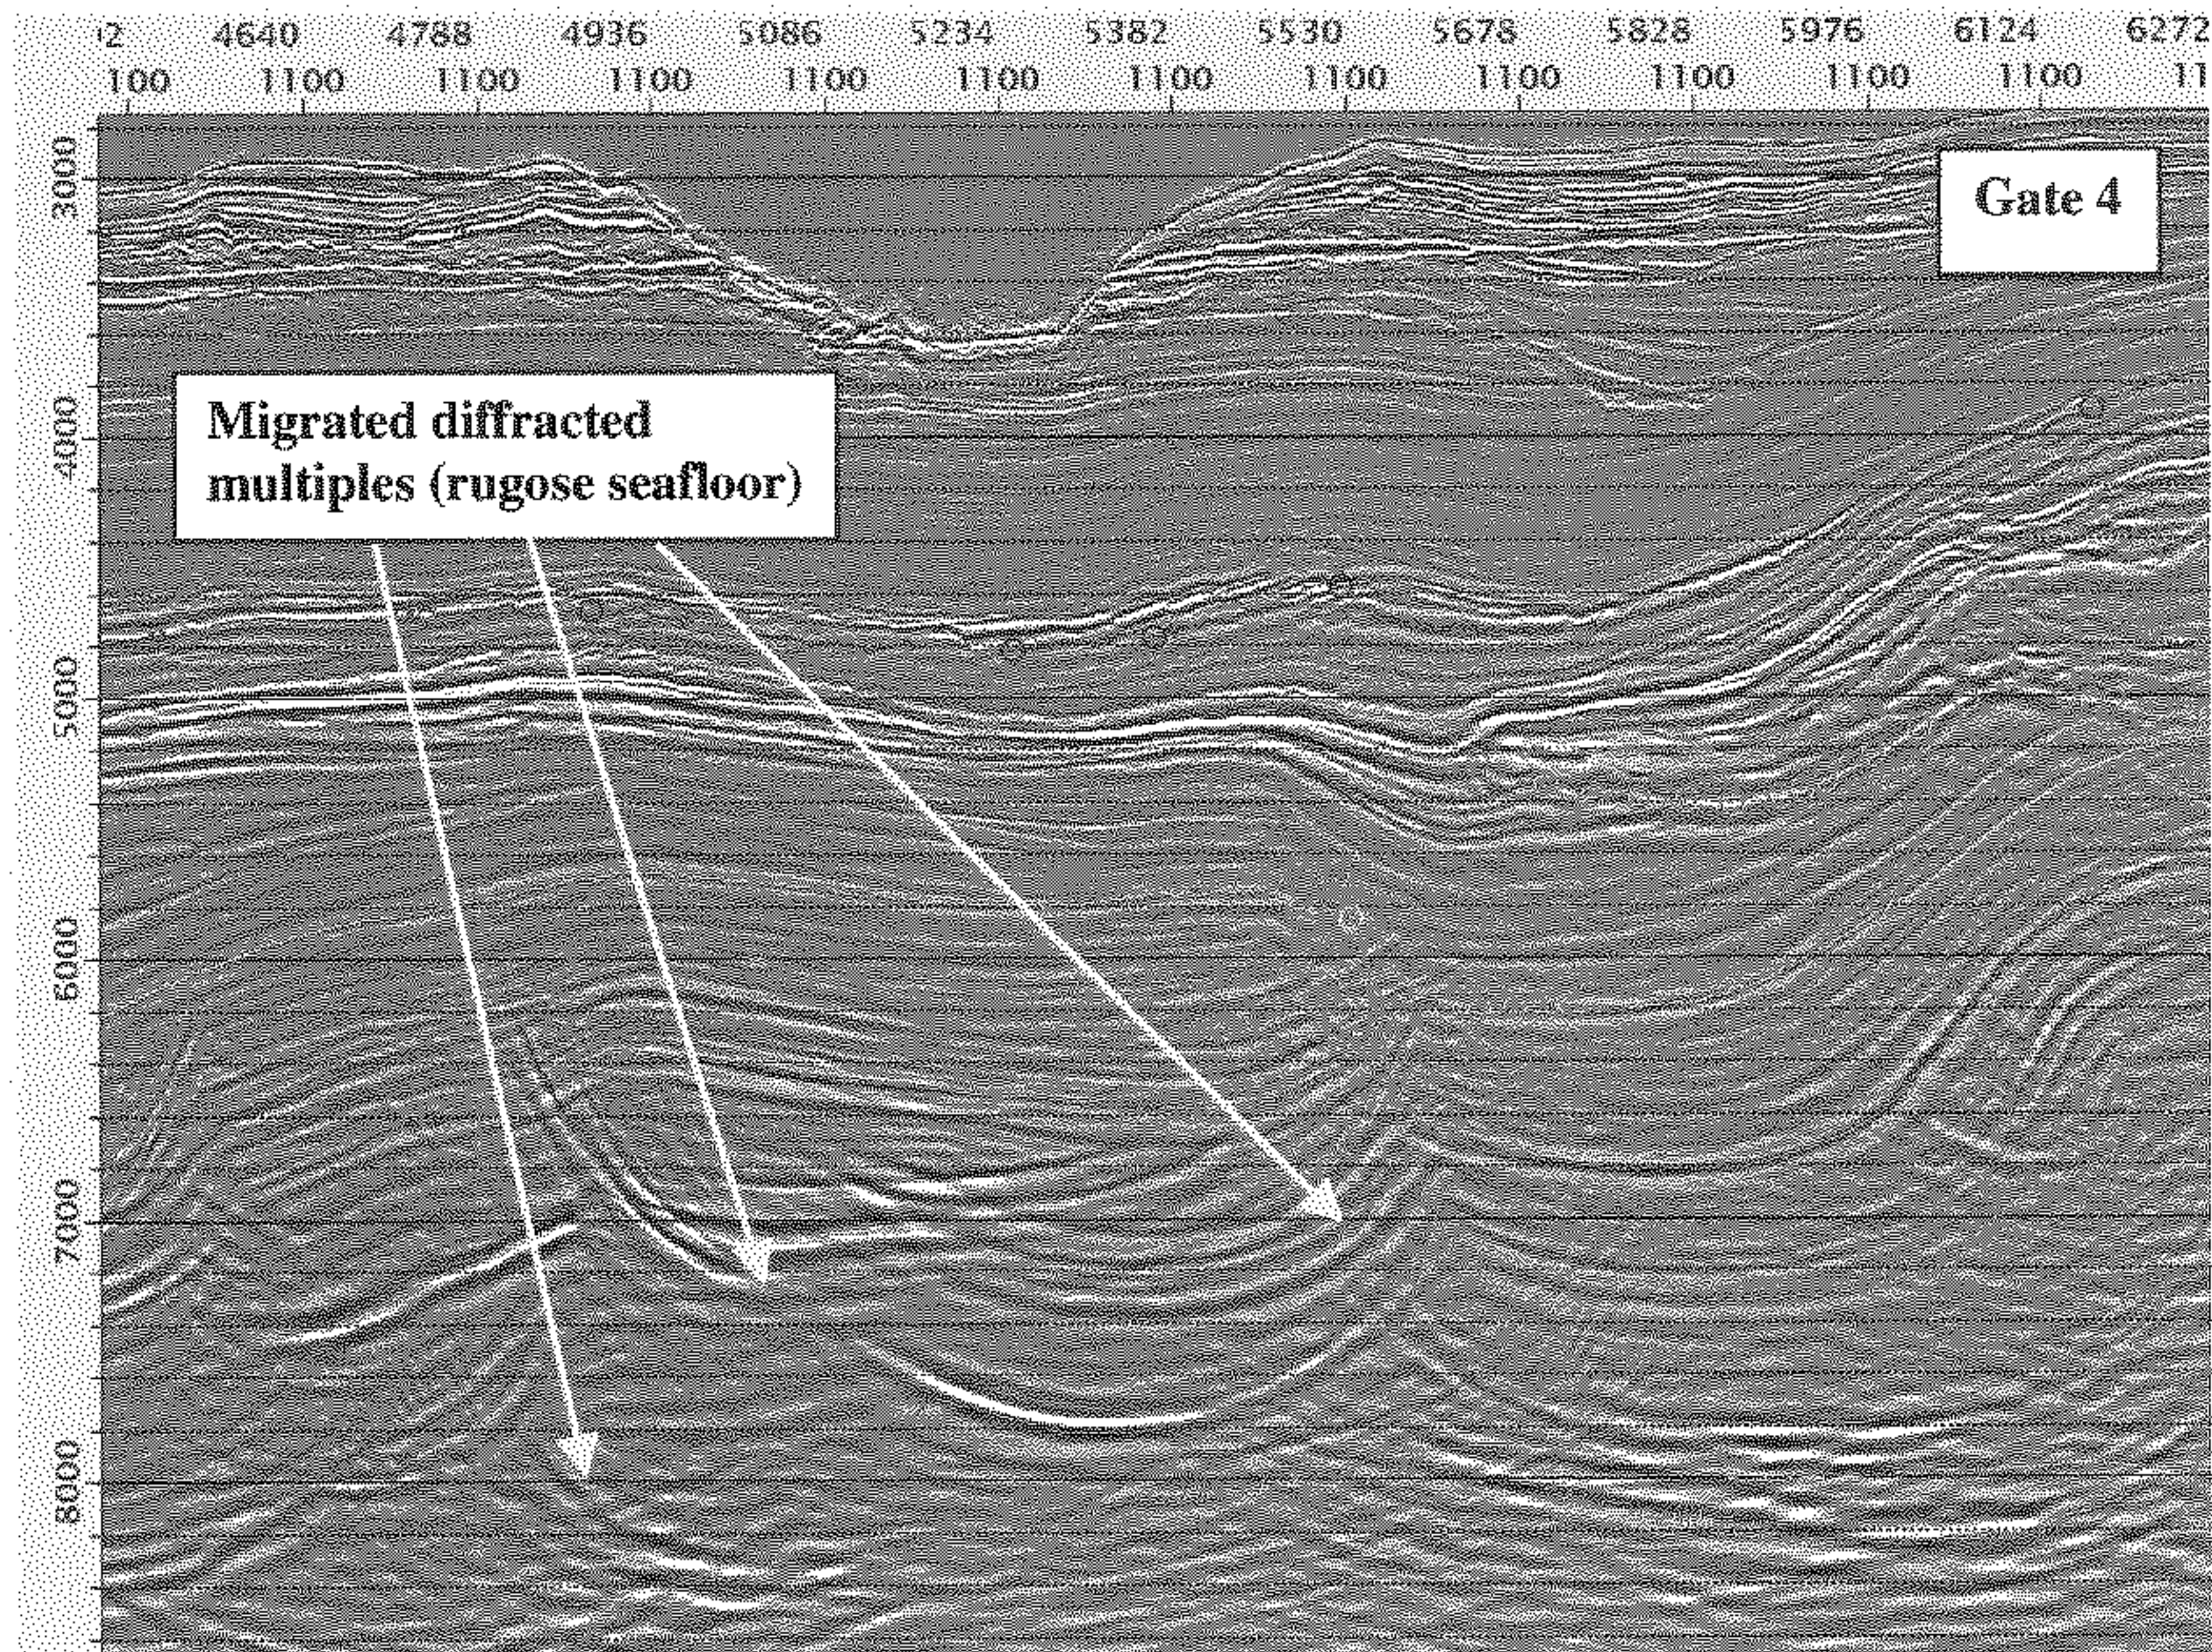 4640 4788 4936 5086 5234 5382 5530 5678 5828 5976 6124 6272
100 1100 1100 1100 1100 1100 1100 1100 1100 1100 1100 1100
3000
Gate 4
Migrated diffracted
multiples (rugose seafloor)
4000
5000
6000
7000
8000